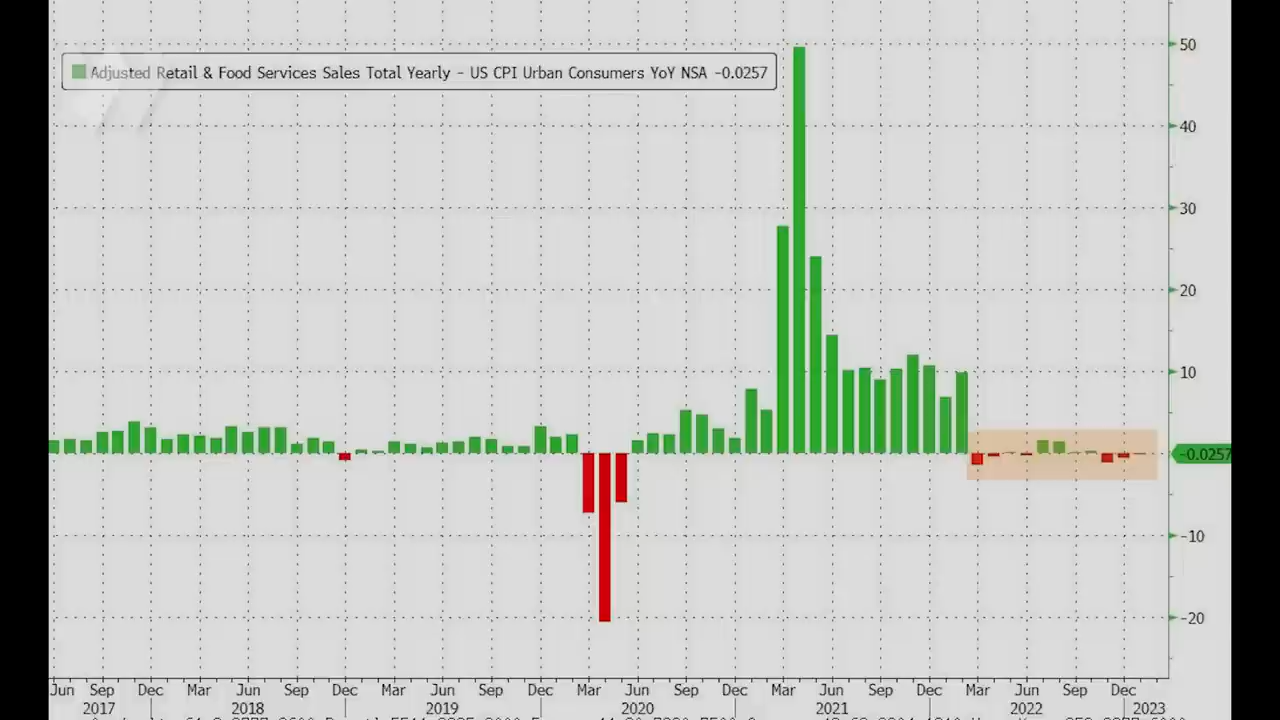 Adjusted Retail & Food Services Sales Total Yearly - US CPI Urban Consumers YoY NSA -0.0257
50
40
30
20
10
-0.0257
-10
-20
Jun Sep Dec Mar Jun Sep Dec Mar Jun Sep Dec Mar Jun Sep Dec Mar Jun Sep Dec Mar Jun Sep Dec
2017 2018 2019 2020 2021 2022 2023